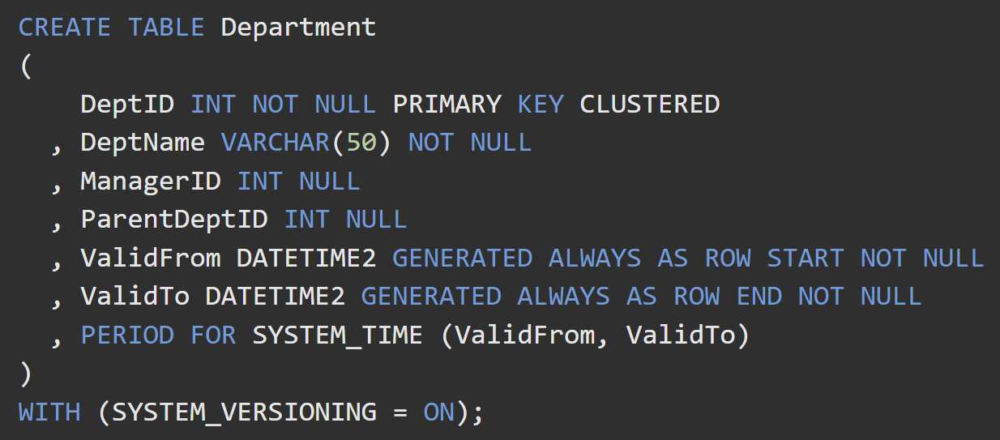 CREATE TABLE Department
(
    DeptID INT NOT NULL PRIMARY KEY CLUSTERED
  , DeptName VARCHAR(50) NOT NULL
  , ManagerID INT NULL
  , ParentDeptID INT NULL
  , ValidFrom DATETIME2 GENERATED ALWAYS AS ROW START NOT NULL
  , ValidTo DATETIME2 GENERATED ALWAYS AS ROW END NOT NULL
  , PERIOD FOR SYSTEM_TIME (ValidFrom, ValidTo)
)
WITH (SYSTEM_VERSIONING = ON);